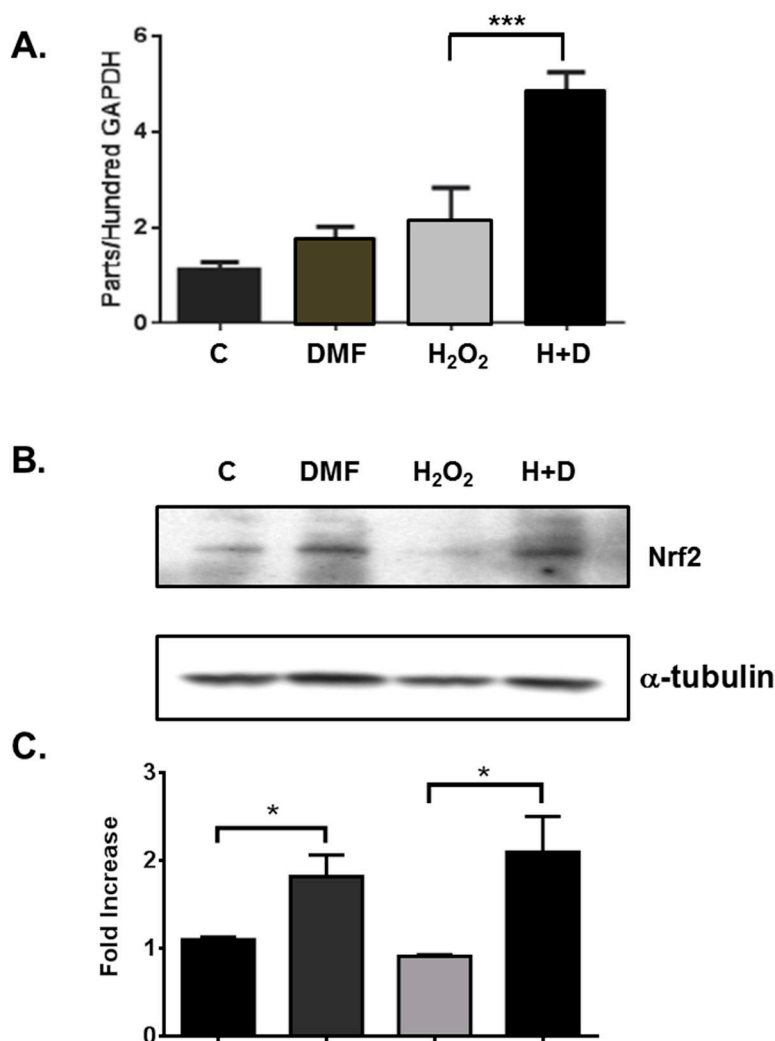 A.
Parts/Hundred GAPDH
6
4
2
0
***
C DMF H₂O₂ H+D
B.
C DMF H₂O₂ H+D
Nrf2
α-tubulin
C.
Fold Increase
3
2
1
0
* *